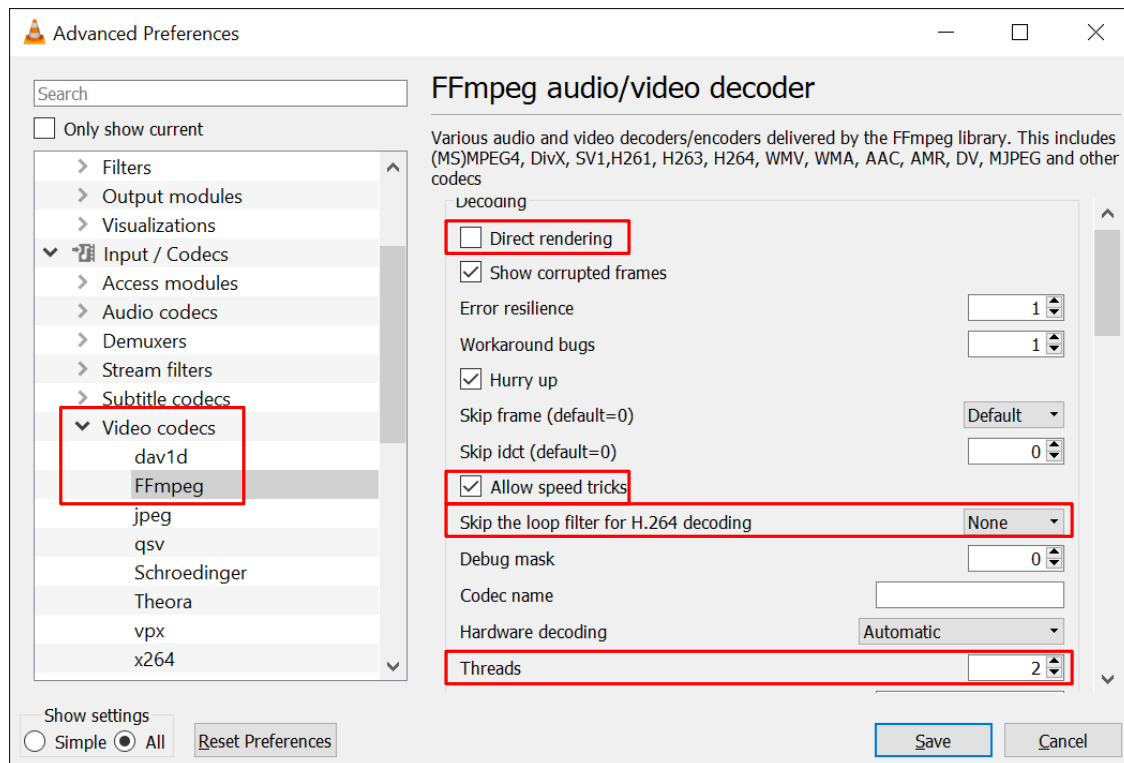 Advanced Preferences
Search
Only show current
Filters
Output modules
Visualizations
Input / Codecs
Access modules
Audio codecs
Demuxers
Stream filters
Subtitle codecs
Video codecs
dav1d
FFmpeg
jpeg
qsv
Schroedinger
Theora
vpx
x264
Show settings
Simple All
Reset Preferences
FFmpeg audio/video decoder
Various audio and video decoders/encoders delivered by the FFmpeg library. This includes
(MS)MPEG4, DivX, SV1,H261, H263, H264, WMV, WMA, AAC, AMR, DV, MJPEG and other
codecs
Decoding
Direct rendering
Show corrupted frames
Error resilience 1
Workaround bugs 1
Hurry up
Skip frame (default=0) Default
Skip idct (default=0) 0
Allow speed tricks
Skip the loop filter for H.264 decoding None
Debug mask 0
Codec name
Hardware decoding Automatic
Threads 2
Save Cancel